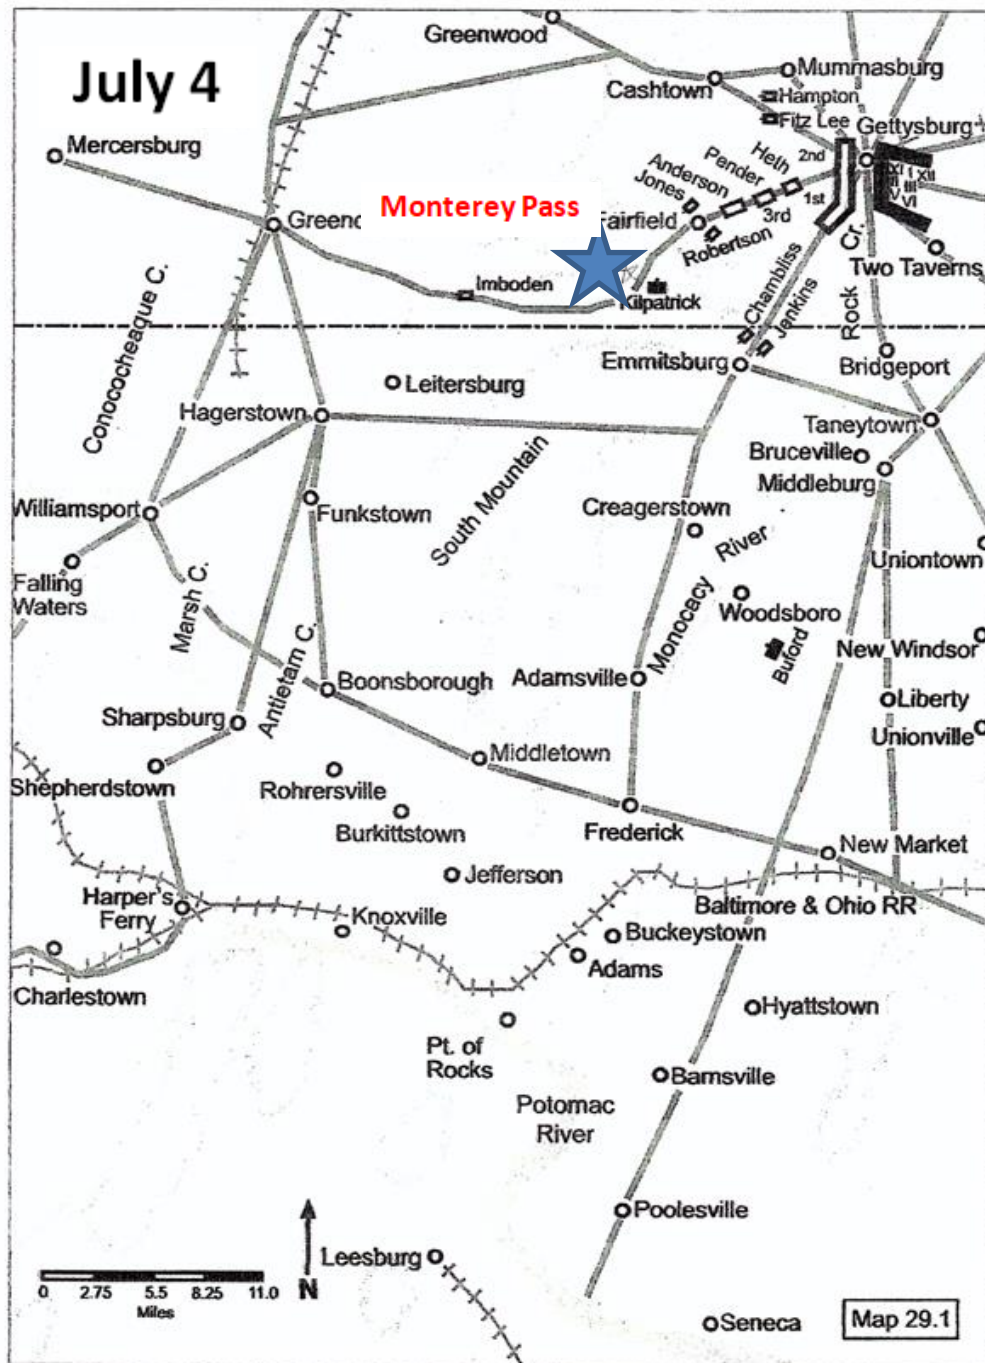 July 4
Greenwood
Mummasburg
Cashtown
Hampton
Fitz Lee
Gettysburg
Mercersburg
2nd
Heth
Pender
Anderson
Jones
1st
3rd
XI
I
XII
II
III
V
VI
Monterey Pass
Greenc
Fairfield
Robertson
Cr.
Rock
Two Taverns
Imboden
Kilpatrick
Chambliss
Jenkins
Conococheague C.
Emmitsburg
Bridgeport
Leitersburg
Hagerstown
Taneytown
Bruceville
Middleburg
South Mountain
Williamsport
Funkstown
Creagerstown
River
Monocacy
Uniontown
Falling
Waters
Marsh C.
Woodsboro
Buford
New Windsor
Antietam C.
Boonsborough
Adamsville
Liberty
Sharpsburg
Unionville
Middletown
Shepherdstown
Rohrersville
Burkittstown
Frederick
New Market
Jefferson
Harper's
Ferry
Knoxville
Baltimore & Ohio RR
Buckeystown
Adams
Charlestown
Hyattstown
Pt. of
Rocks
Barnsville
Potomac
River
Poolesville
Leesburg
N
0 2.75 5.5 8.25 11.0
Miles
Seneca
Map 29.1